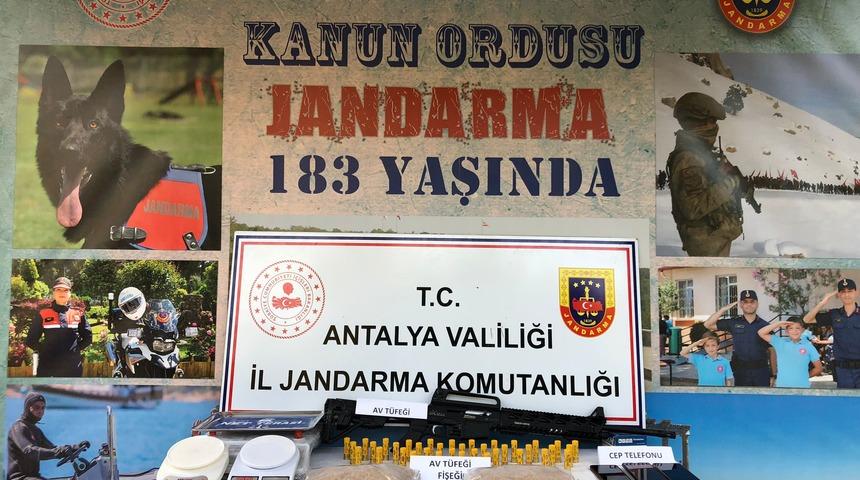 KANUN ORDUSU
JANDARMA
183 YAŞINDA
JANDARMA
T.C.
ANTALYA VALİLİĞİ
İL JANDARMA KOMUTANLIĞI
JANDARMA
AV TÜFEĞİ
AV TÜFEĞİ
FİŞEĞİ
CEP TELEFONU